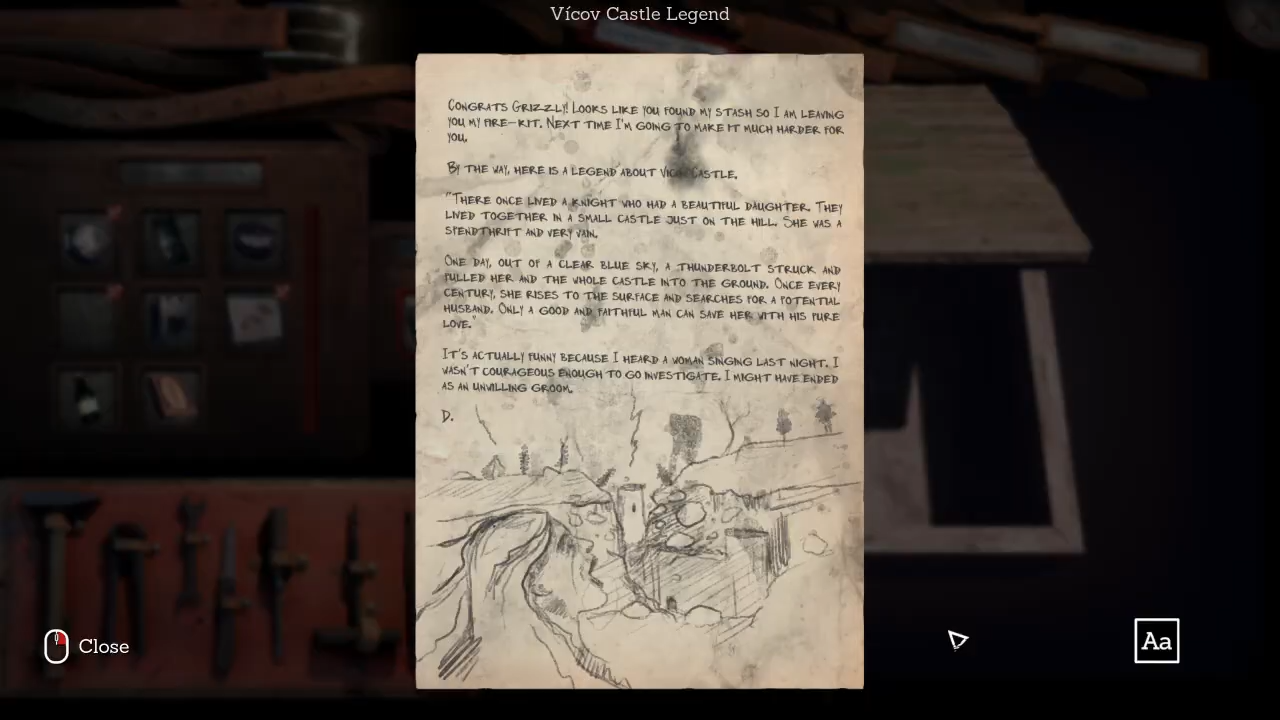 Vícov Castle Legend
CONGRATS GRIZZLY! LOOKS LIKE YOU FOUND MY STASH SO I AM LEAVING
YOU MY FIRE-KIT. NEXT TIME I'M GOING TO MAKE IT MUCH HARDER FOR
YOU.
BY THE WAY, HERE IS A LEGEND ABOUT CASTLE.
"THERE ONCE LIVED A KNIGHT WHO HAD A BEAUTIFUL DAUGHTER. THEY
LIVED TOGETHER IN A SMALL CASTLE JUST ON THE HILL. SHE WAS A
SPENDTHRIFT AND VERY VAIN.
ONE DAY, OUT OF A CLEAR BLUE SKY, A THUNDERBOLT STRUCK AND
PULLED HER AND THE WHOLE CASTLE INTO THE GROUND. ONCE EVERY
CENTURY, SHE RISES TO THE SURFACE AND SEARCHES FOR A POTENTIAL
HUSBAND. ONLY A GOOD AND FAITHFUL MAN CAN SAVE HER WITH HIS PURE
LOVE."
IT'S ACTUALLY FUNNY BECAUSE I HEARD A WOMAN SINGING LAST NIGHT. I
WASN'T COURAGEOUS ENOUGH TO GO INVESTIGATE. I MIGHT HAVE ENDED
AS AN UNWILLING GROOM.
D.
Close
Aa